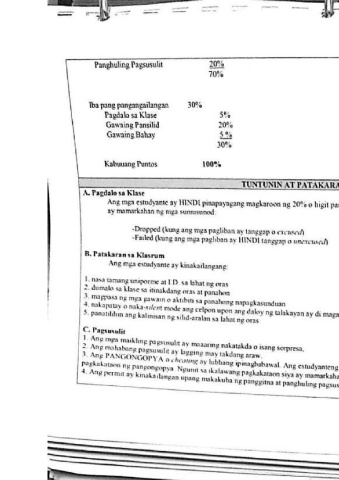 Panghuling Pagsusulit 20%
70%
Iba pang pangangailangan 30%
Pagdalo sa Klase 5%
Gawaing Pansilid 20%
Gawaing Bahay 5%
30%
Kabuuang Puntos 100%
TUNTUNIN AT PATAKARA
A. Pagdalo sa Klase
Ang mga estudyante ay HINDI pinapayagang magkaroon ng 20% o higit pa
ay mamarkahan ng mga sumusunod:
-Dropped (kung ang mga pagliban ay tanggap o excused)
-Failed (kung ang mga pagliban ay HINDI tanggap o unexcused)
B. Patakaran sa Klasrum
Ang mga estudyante ay kinakailangang:
1. nasa tamang uniporme at I.D. sa lahat ng oras
2. dumalo sa klase sa itinakdang oras at panahon
3. magpasa ng mga gawain o aktibiti sa panahong napagkasunduan
4. nakapatay o naka-silent mode ang celpon upon ang daloy ng talakayan ay di maga
5. panatilihin ang kalinisan ng silid-aralan sa lahat ng oras
C. Pagsusulit
1. Ang mga maikling pagsusulit ay maaaring nakatakda o isang sorpresa.
2. Ang mahabang pagsusulit ay laging may takdang araw.
3. Ang PANGONGOPYA o cheating ay lubhang ipinagbabawal. Ang estudyanteng
pagkakataon ng pangongopya. Ngunit sa ikalawang pagkakataon siya ay mamarkaha
4. Ang permit ay kinakailangan upang makakuha ng panggitna at panghuling pagsus